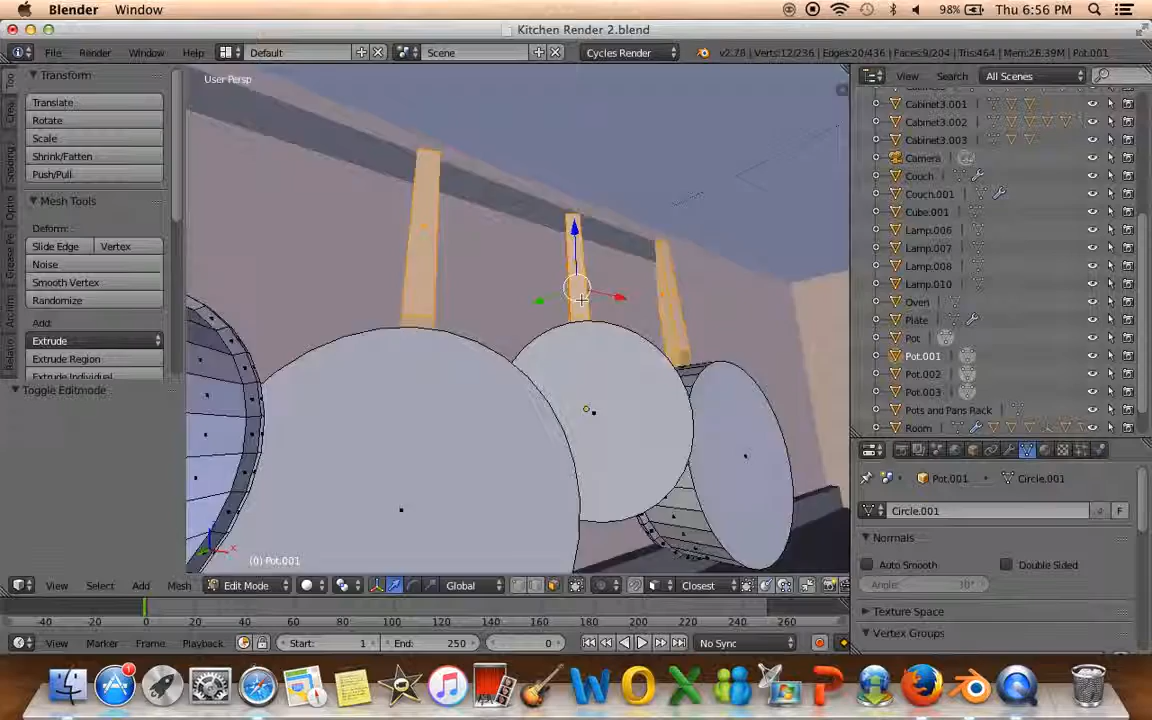 Blender Window 98% Thu 6:56 PM
Kitchen Render 2.blend
File Render Window Help Default Scene Cycles Render v2.78 | Verts:12/236 | Edges:20/436 | Faces:9/204 | Tris:464 | Mem:26.39M | Pot.001
Transform
Translate
Rotate
Scale
Shrink/Fatten
Push/Pull
Mesh Tools
Deform:
Slide Edge Vertex
Noise
Smooth Vertex
Randomize
Add:
Extrude
Extrude Region
Extrude Individual
Toggle Editmode
User Persp
(0) Pot.001
View Search All Scenes
Cabinet3.001
Cabinet3.002
Cabinet3.003
Camera
Couch
Couch.001
Cube.001
Lamp.006
Lamp.007
Lamp.008
Lamp.010
Oven
Plate
Pot
Pot.001
Pot.002
Pot.003
Pots and Pans Rack
Room
Pot.001 Circle.001
Circle.001 F
Normals
Auto Smooth Double Sided
Angle: 30°
Texture Space
Vertex Groups
View Select Add Mesh Edit Mode Global Closest
-40 -20 0 20 40 60 80 100 120 140 160 180 200 220 240 260
View Marker Frame Playback Start: 1 End: 250 0 No Sync